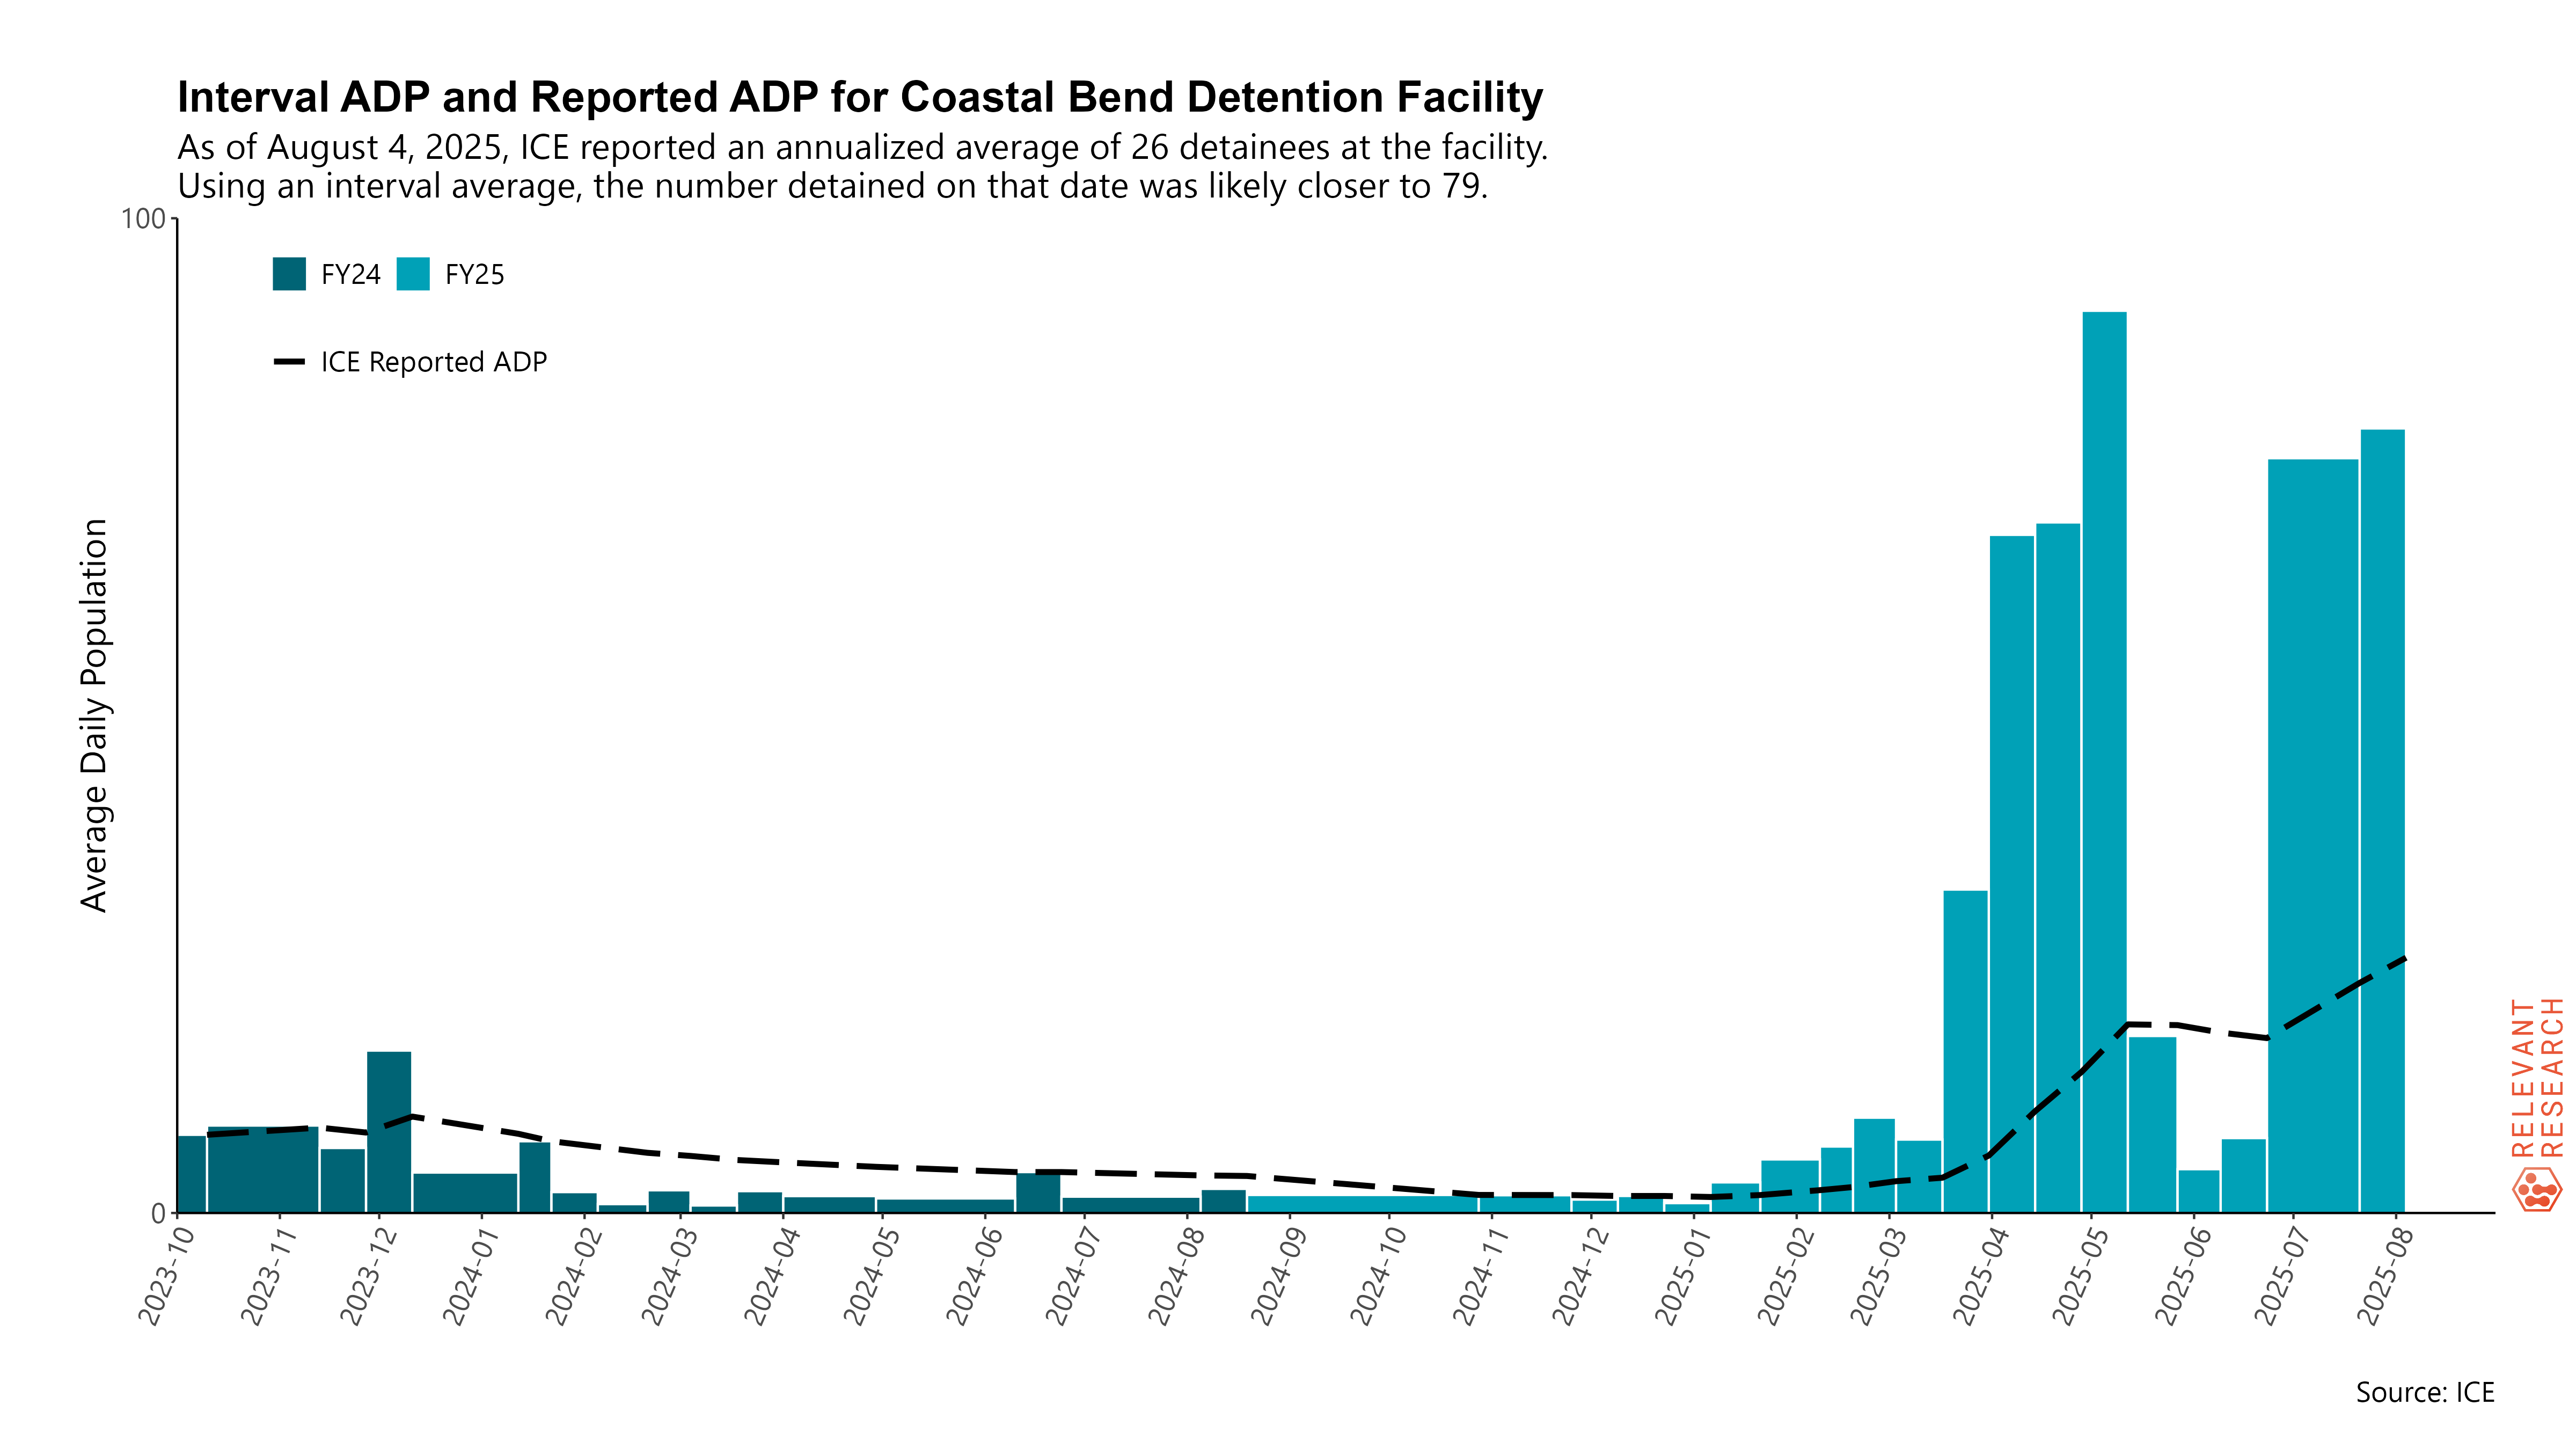 Interval ADP and Reported ADP for Coastal Bend Detention Facility
As of August 4, 2025, ICE reported an annualized average of 26 detainees at the facility.
Using an interval average, the number detained on that date was likely closer to 79.
100
FY24 FY25
ICE Reported ADP
Average Daily Population
0
2023-10 2023-11 2023-12 2024-01 2024-02 2024-03 2024-04 2024-05 2024-06 2024-07 2024-08 2024-09 2024-10 2024-11 2024-12 2025-01 2025-02 2025-03 2025-04 2025-05 2025-06 2025-07 2025-08
RELEVANT
RESEARCH
Source: ICE